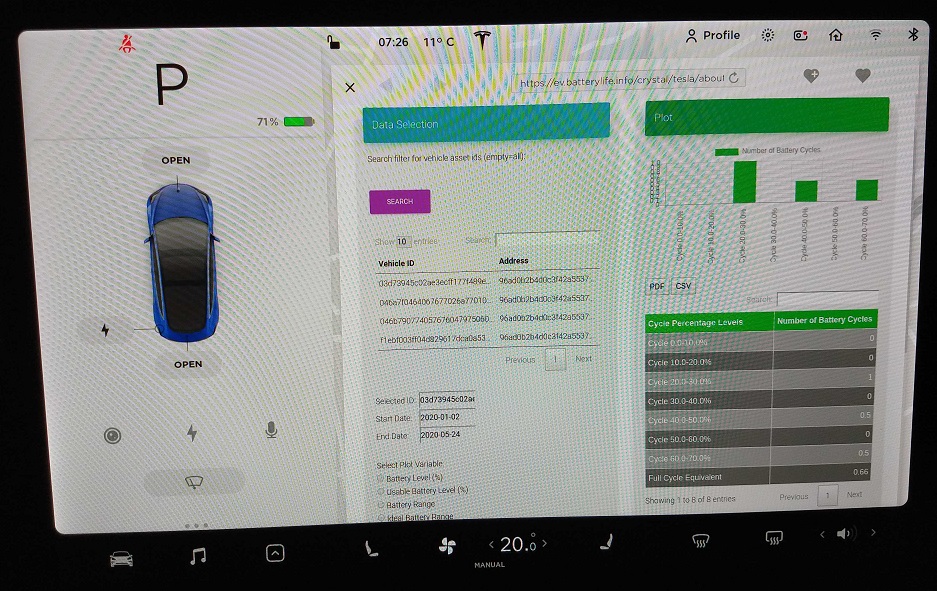 07:26 11° C
Profile
P
71%
OPEN
OPEN
https://ev.batterylife.info/crystal/tesla/about
Data Selection
Search filter for vehicle asset ids (empty=all):
SEARCH
Show 10 entries
Search:
Vehicle ID Address
03d73945c02ae3ecff177f489e... 96ad0b2b4d0c3f42a5537...
046a7f0464067677026a77010... 96ad0b2b4d0c3f42a5537...
046b790774057676047975060... 96ad0b2b4d0c3f42a5537...
f1ebf003ff04d829617dca0a53... 96ad0b2b4d0c3f42a5537...
Previous 1 Next
Selected ID: 03d73945c02ae
Start Date: 2020-01-02
End Date: 2020-05-24
Select Plot Variable:
Battery Level (%)
Usable Battery Level (%)
Battery Range
Ideal Battery Range
Plot
Number of Battery Cycles
Cycle 0.0-10.0%
Cycle 10.0-20.0%
Cycle 20.0-30.0%
Cycle 30.0-40.0%
Cycle 40.0-50.0%
Cycle 50.0-60.0%
Cycle 60.0-70.0%
PDF CSV
Search:
Cycle Percentage Levels Number of Battery Cycles
Cycle 0.0-10.0% 0
Cycle 10.0-20.0% 0
Cycle 20.0-30.0% 1
Cycle 30.0-40.0% 0
Cycle 40.0-50.0% 0.5
Cycle 50.0-60.0% 0
Cycle 60.0-70.0% 0.5
Full Cycle Equivalent 0.66
Showing 1 to 8 of 8 entries
Previous 1 Next
20.0
MANUAL